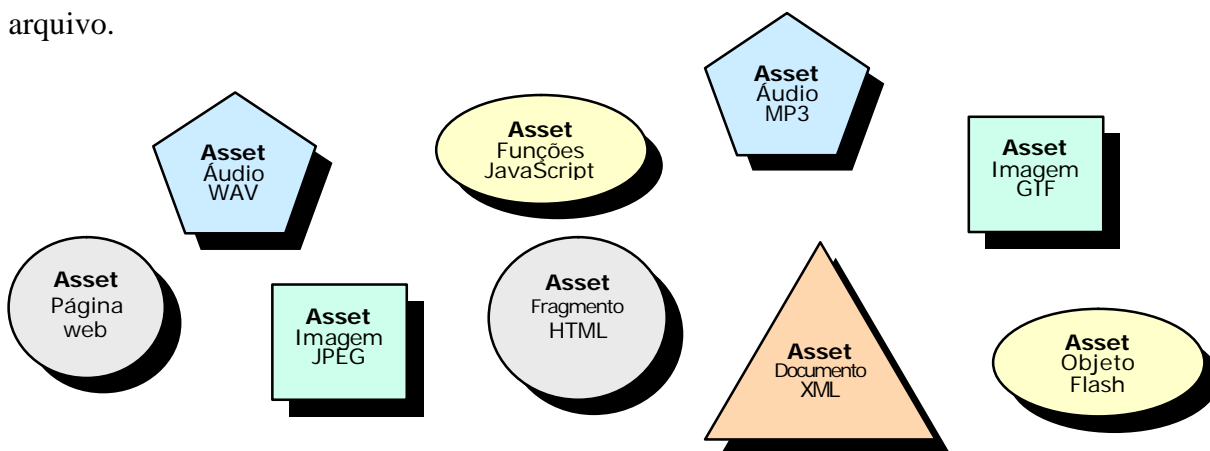 arquivo.
Asset
Áudio
WAV
Asset
Funções
JavaScript
Asset
Áudio
MP3
Asset
Imagem
GIF
Asset
Página
web
Asset
Imagem
JPEG
Asset
Fragmento
HTML
Asset
Documento
XML
Asset
Objeto
Flash